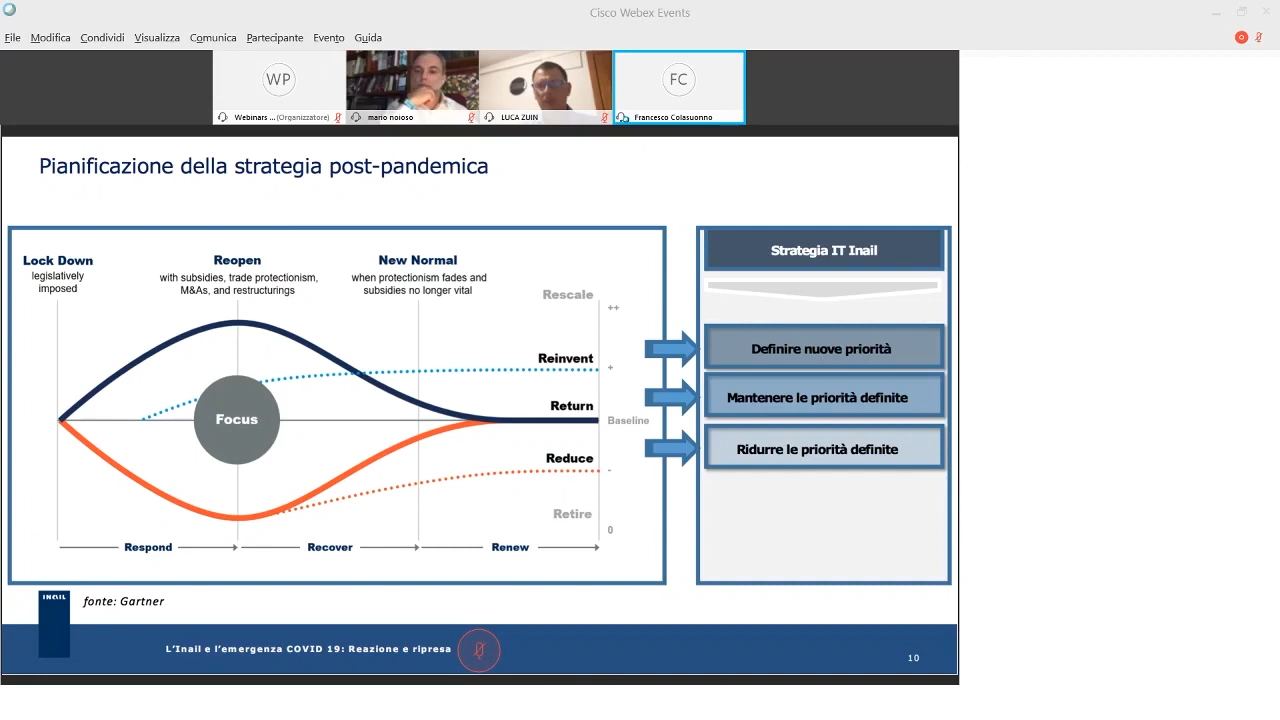 Cisco Webex Events
File Modifica Condividi Visualizza Comunica Partecipante Evento Guida
WP
FC
Webinars ... (Organizzatore)
mario noioso
LUCA ZUIN
Francesco Colasuonno
Pianificazione della strategia post-pandemica
Lock Down
legislatively
imposed
Reopen
with subsidies, trade protectionism,
M&As, and restructurings
New Normal
when protectionism fades and
subsidies no longer vital
Rescale
++
Reinvent
+
Return
Baseline
Focus
Reduce
-
Retire
0
Respond
Recover
Renew
Strategia IT Inail
Definire nuove priorità
Mantenere le priorità definite
Ridurre le priorità definite
INAIL
fonte: Gartner
L'Inail e l'emergenza COVID 19: Reazione e ripresa
10